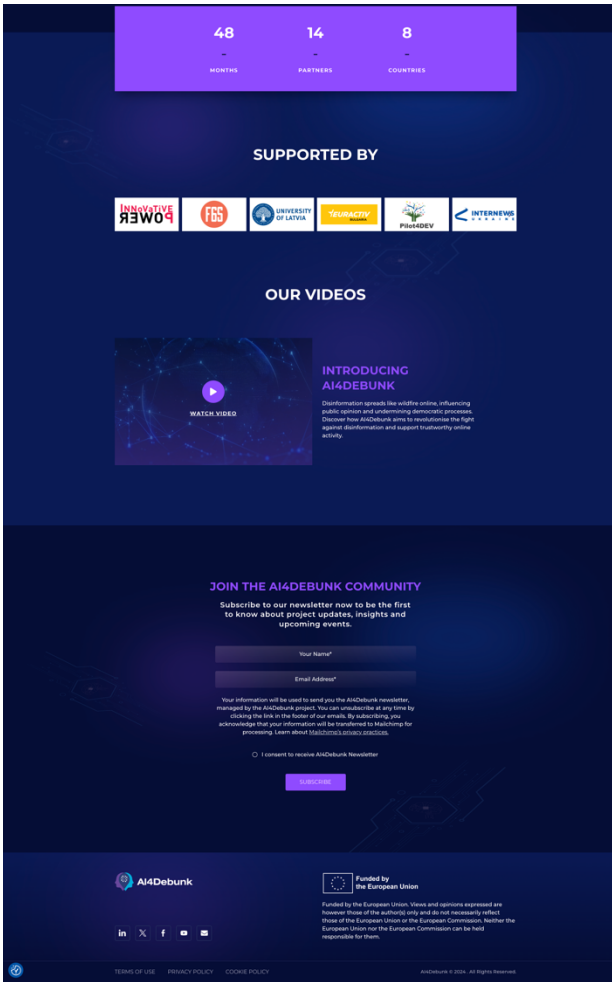 48 14 8
- - -
MONTHS PARTNERS COUNTRIES
SUPPORTED BY
INNOVATIVE
POWER
F6S
UNIVERSITY
OF LATVIA
EURACTIV
BULGARIA
Pilot4DEV
INTERNEWS
UKRAINE
OUR VIDEOS
WATCH VIDEO
INTRODUCING
AI4DEBUNK
Disinformation spreads like wildfire online, influencing
public opinion and undermining democratic processes.
Discover how AI4Debunk aims to revolutionise the fight
against disinformation and support trustworthy online
activity.
JOIN THE AI4DEBUNK COMMUNITY
Subscribe to our newsletter now to be the first
to know about project updates, insights and
upcoming events.
Your Name*
Email Address*
Your information will be used to send you the AI4Debunk newsletter,
managed by the AI4Debunk project. You can unsubscribe at any time by
clicking the link in the footer of our emails. By subscribing, you
acknowledge that your information will be transferred to Mailchimp for
processing. Learn about Mailchimp's privacy practices.
I consent to receive AI4Debunk Newsletter
SUBSCRIBE
AI4Debunk
Funded by
the European Union
Funded by the European Union. Views and opinions expressed are
however those of the author(s) only and do not necessarily reflect
those of the European Union or the European Commission. Neither the
European Union nor the European Commission can be held
responsible for them.
TERMS OF USE PRIVACY POLICY COOKIE POLICY
AI4Debunk © 2024 . All Rights Reserved.